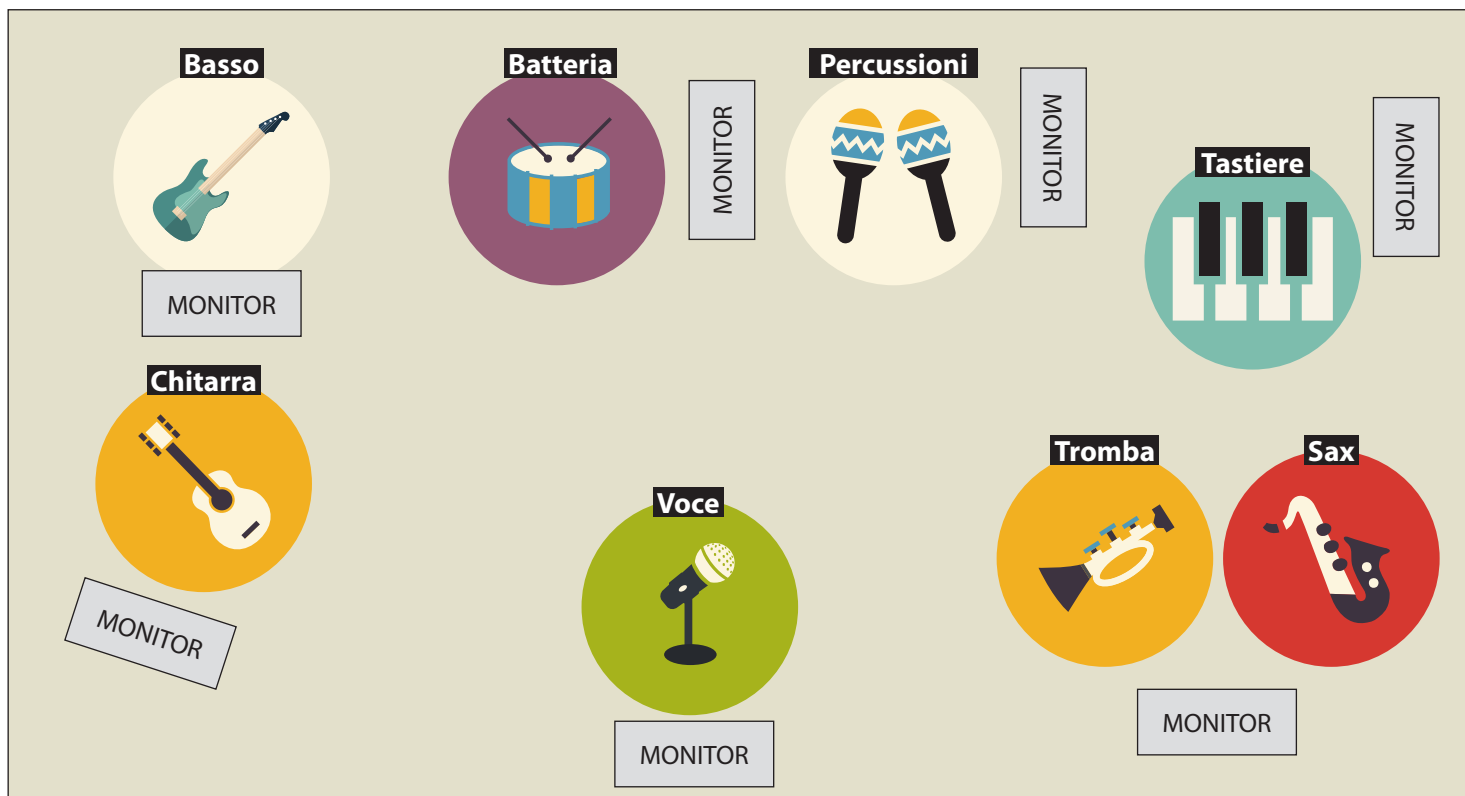 Basso
Batteria
MONITOR
Percussioni
MONITOR
Tastiere
MONITOR
MONITOR
Chitarra
MONITOR
Voce
MONITOR
Tromba
Sax
MONITOR